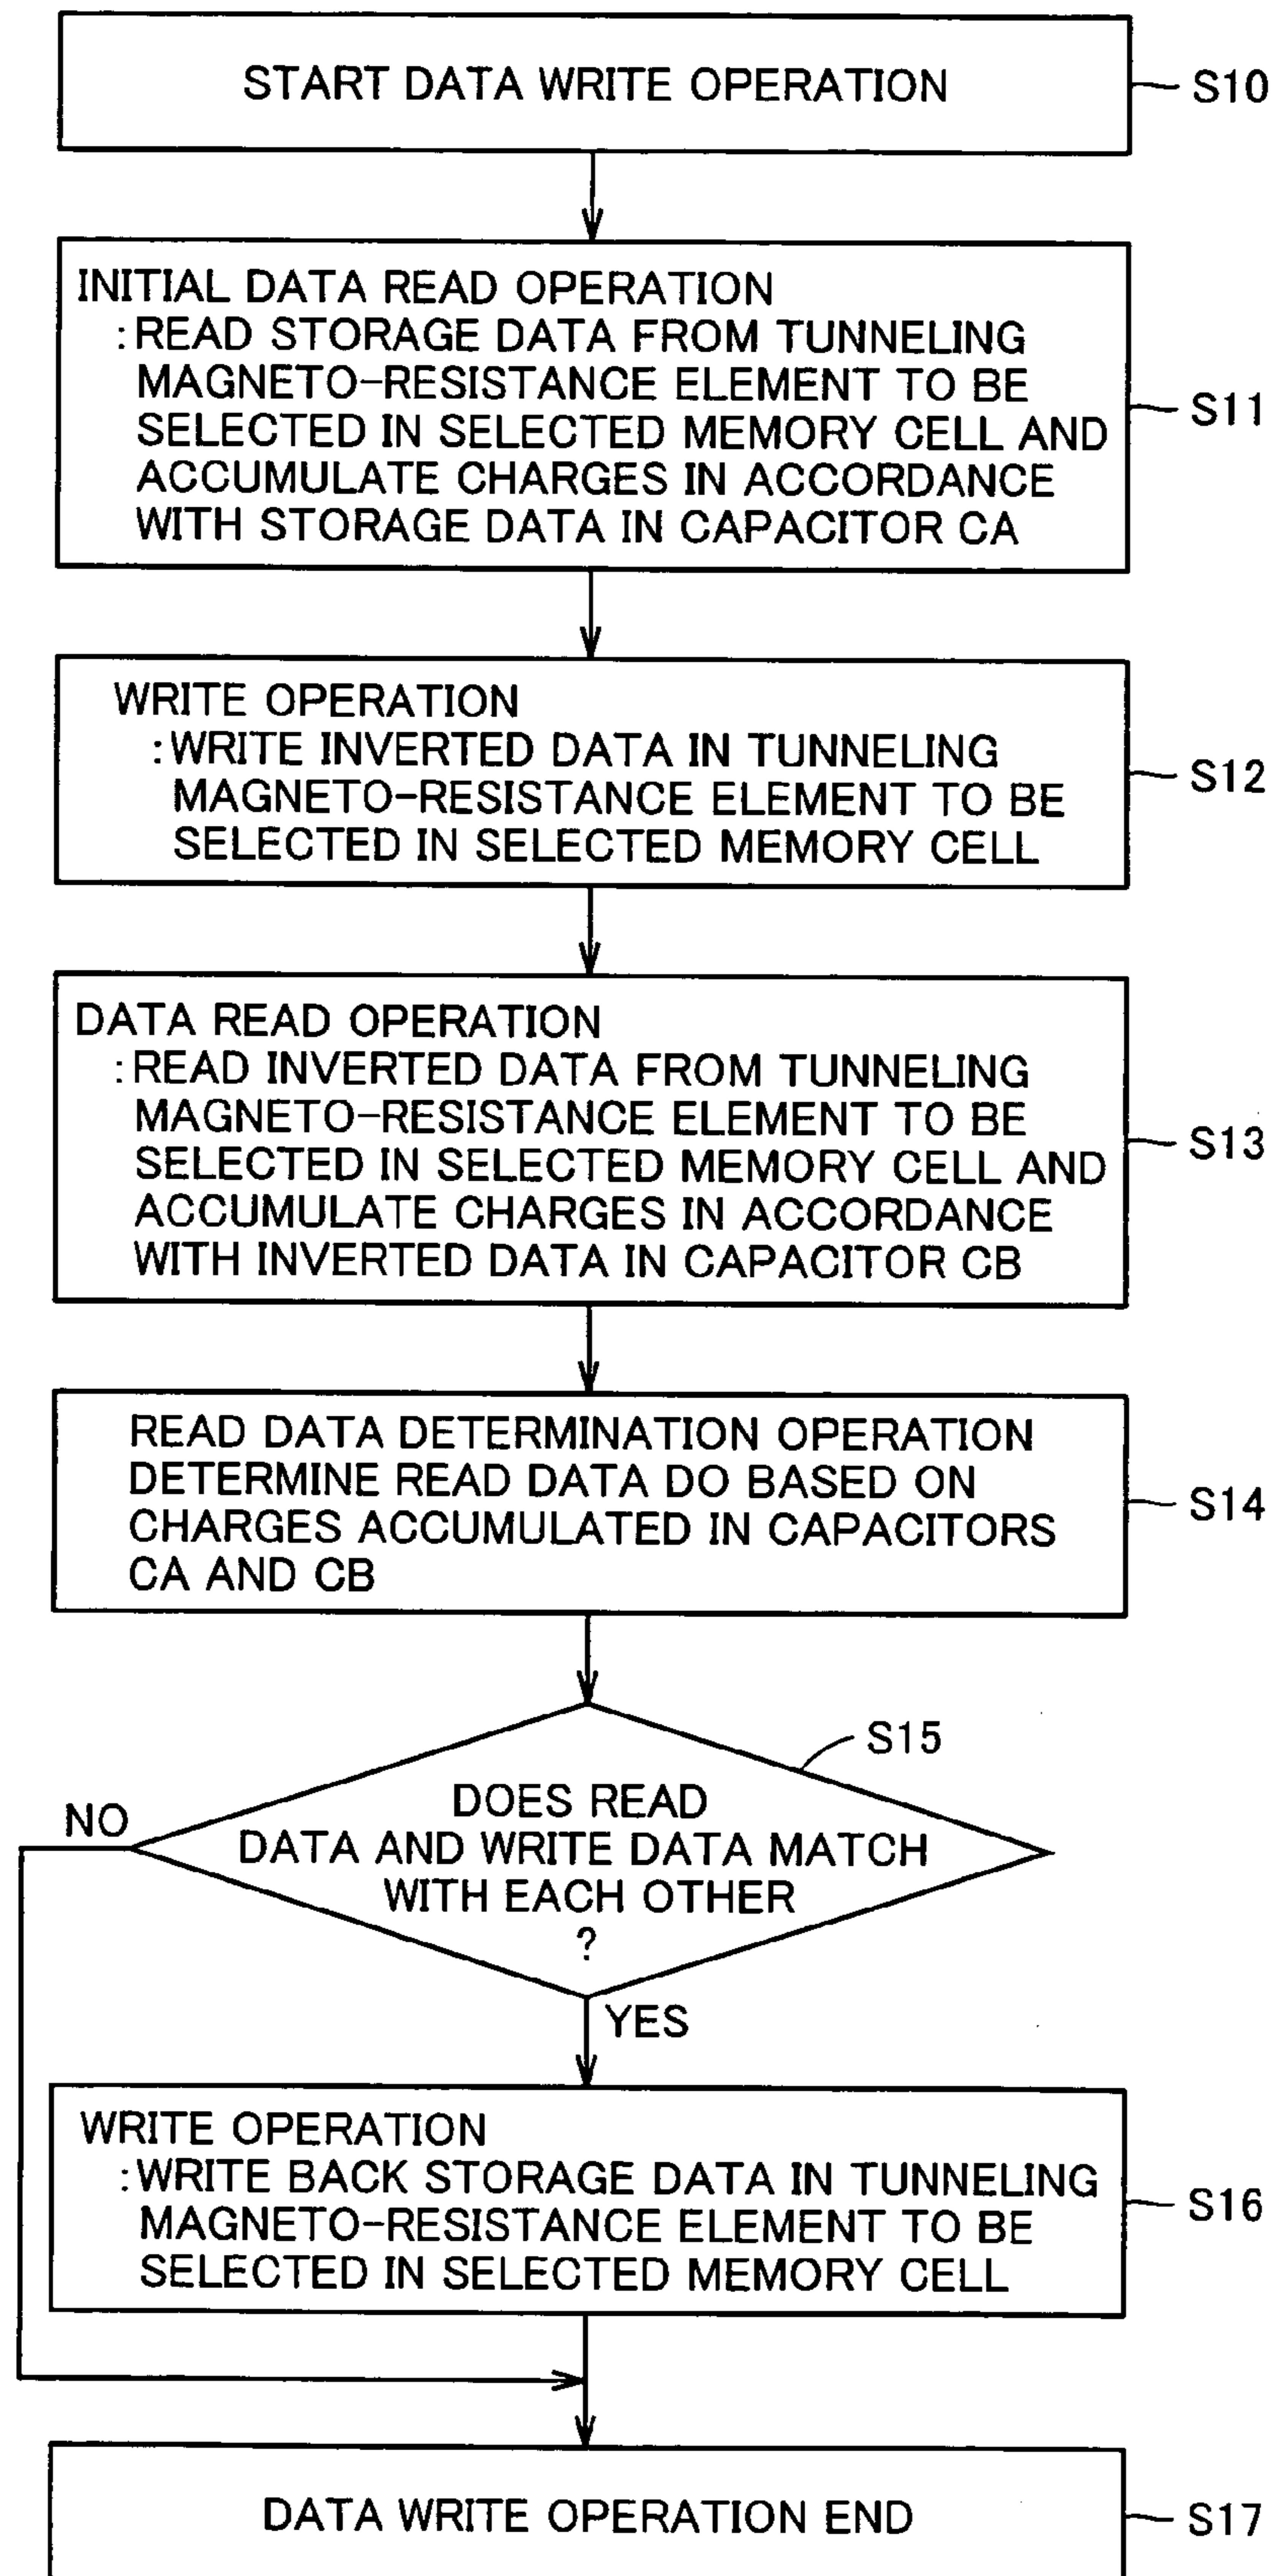 START DATA WRITE OPERATION
S10
INITIAL DATA READ OPERATION
:READ STORAGE DATA FROM TUNNELING
MAGNETO-RESISTANCE ELEMENT TO BE
SELECTED IN SELECTED MEMORY CELL AND
ACCUMULATE CHARGES IN ACCORDANCE
WITH STORAGE DATA IN CAPACITOR CA
S11
WRITE OPERATION
:WRITE INVERTED DATA IN TUNNELING
MAGNETO-RESISTANCE ELEMENT TO BE
SELECTED IN SELECTED MEMORY CELL
S12
DATA READ OPERATION
:READ INVERTED DATA FROM TUNNELING
MAGNETO-RESISTANCE ELEMENT TO BE
SELECTED IN SELECTED MEMORY CELL AND
ACCUMULATE CHARGES IN ACCORDANCE
WITH INVERTED DATA IN CAPACITOR CB
S13
READ DATA DETERMINATION OPERATION
DETERMINE READ DATA DO BASED ON
CHARGES ACCUMULATED IN CAPACITORS
CA AND CB
S14
S15
DOES READ
DATA AND WRITE DATA MATCH
WITH EACH OTHER
?
NO
YES
WRITE OPERATION
:WRITE BACK STORAGE DATA IN TUNNELING
MAGNETO-RESISTANCE ELEMENT TO BE
SELECTED IN SELECTED MEMORY CELL
S16
DATA WRITE OPERATION END
S17